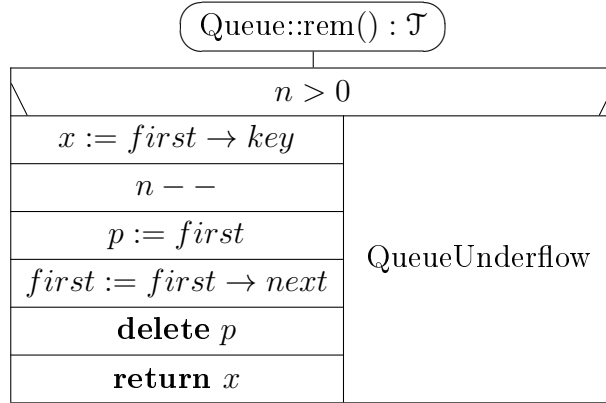 Queue::rem() : 𝒯
n > 0
x := first → key
n − −
p := first
QueueUnderflow
first := first → next
delete p
return x